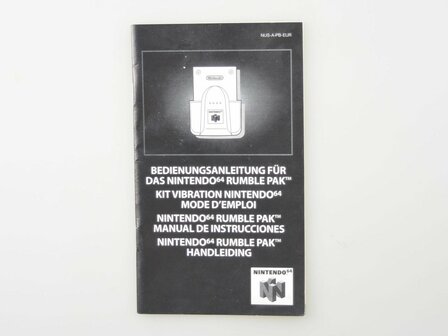 NUS-A-PB-EUR
Nintendo
BEDIENUNGSANLEITUNG FÜR
DAS NINTENDO⁶⁴ RUMBLE PAK™
KIT VIBRATION NINTENDO⁶⁴
MODE D'EMPLOI
NINTENDO⁶⁴ RUMBLE PAK™
MANUAL DE INSTRUCCIONES
NINTENDO⁶⁴ RUMBLE PAK™
HANDLEIDING
NINTENDO⁶⁴